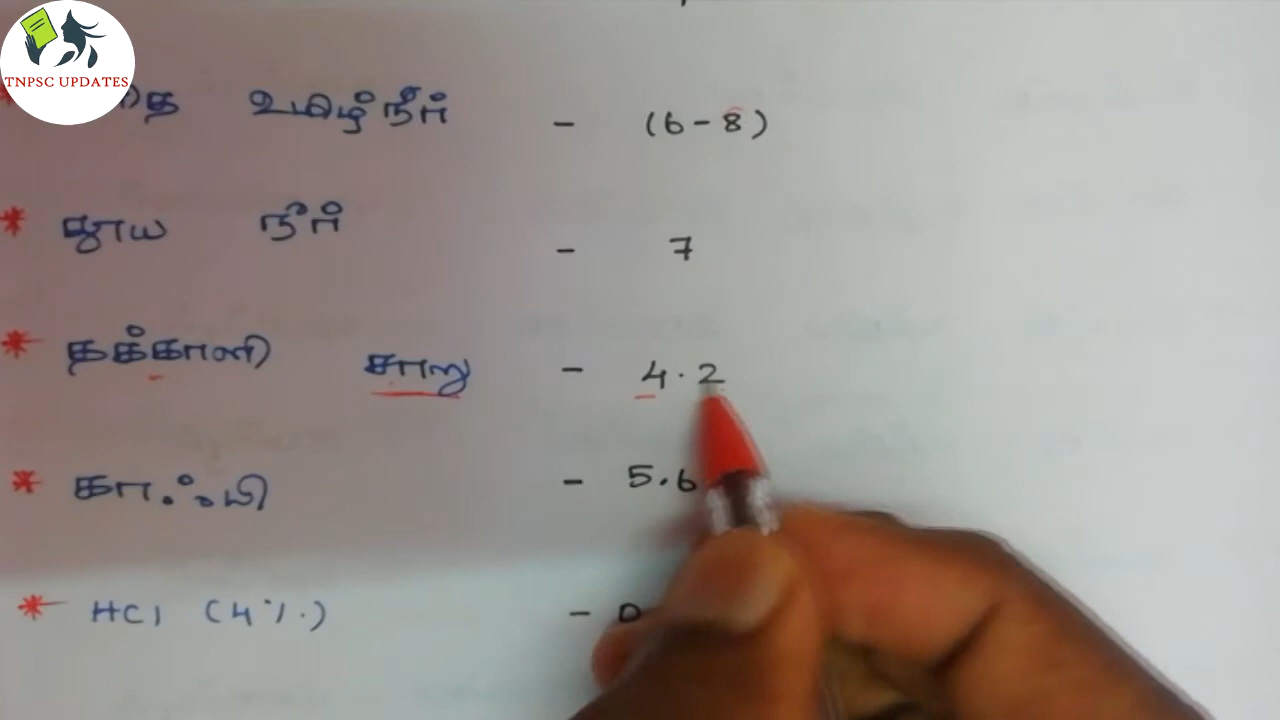 TNPSC UPDATES
உமிழ்நீர் - (6-8)
* தூய நீர் - 7
* தக்காளி சாறு - 4.2
* காஃபி - 5.6
* HCl (4%) - 0